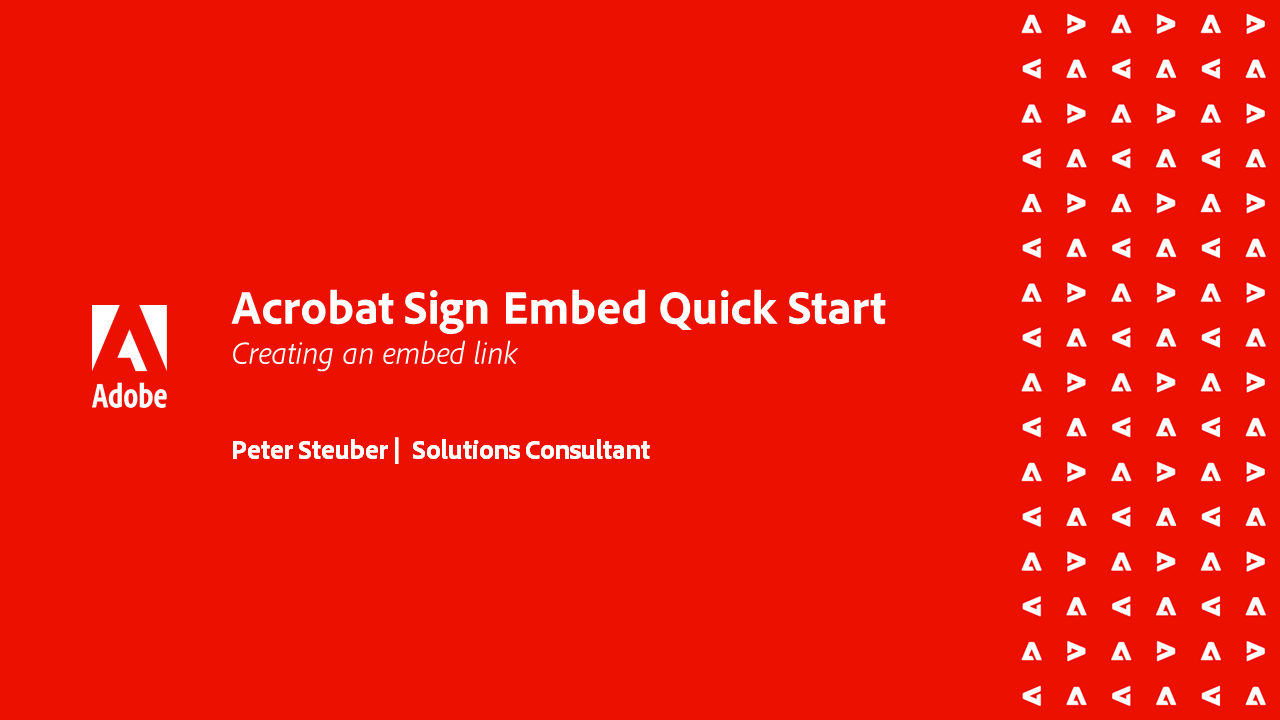 Acrobat Sign Embed Quick Start
Creating an embed link
Adobe
Peter Steuber | Solutions Consultant